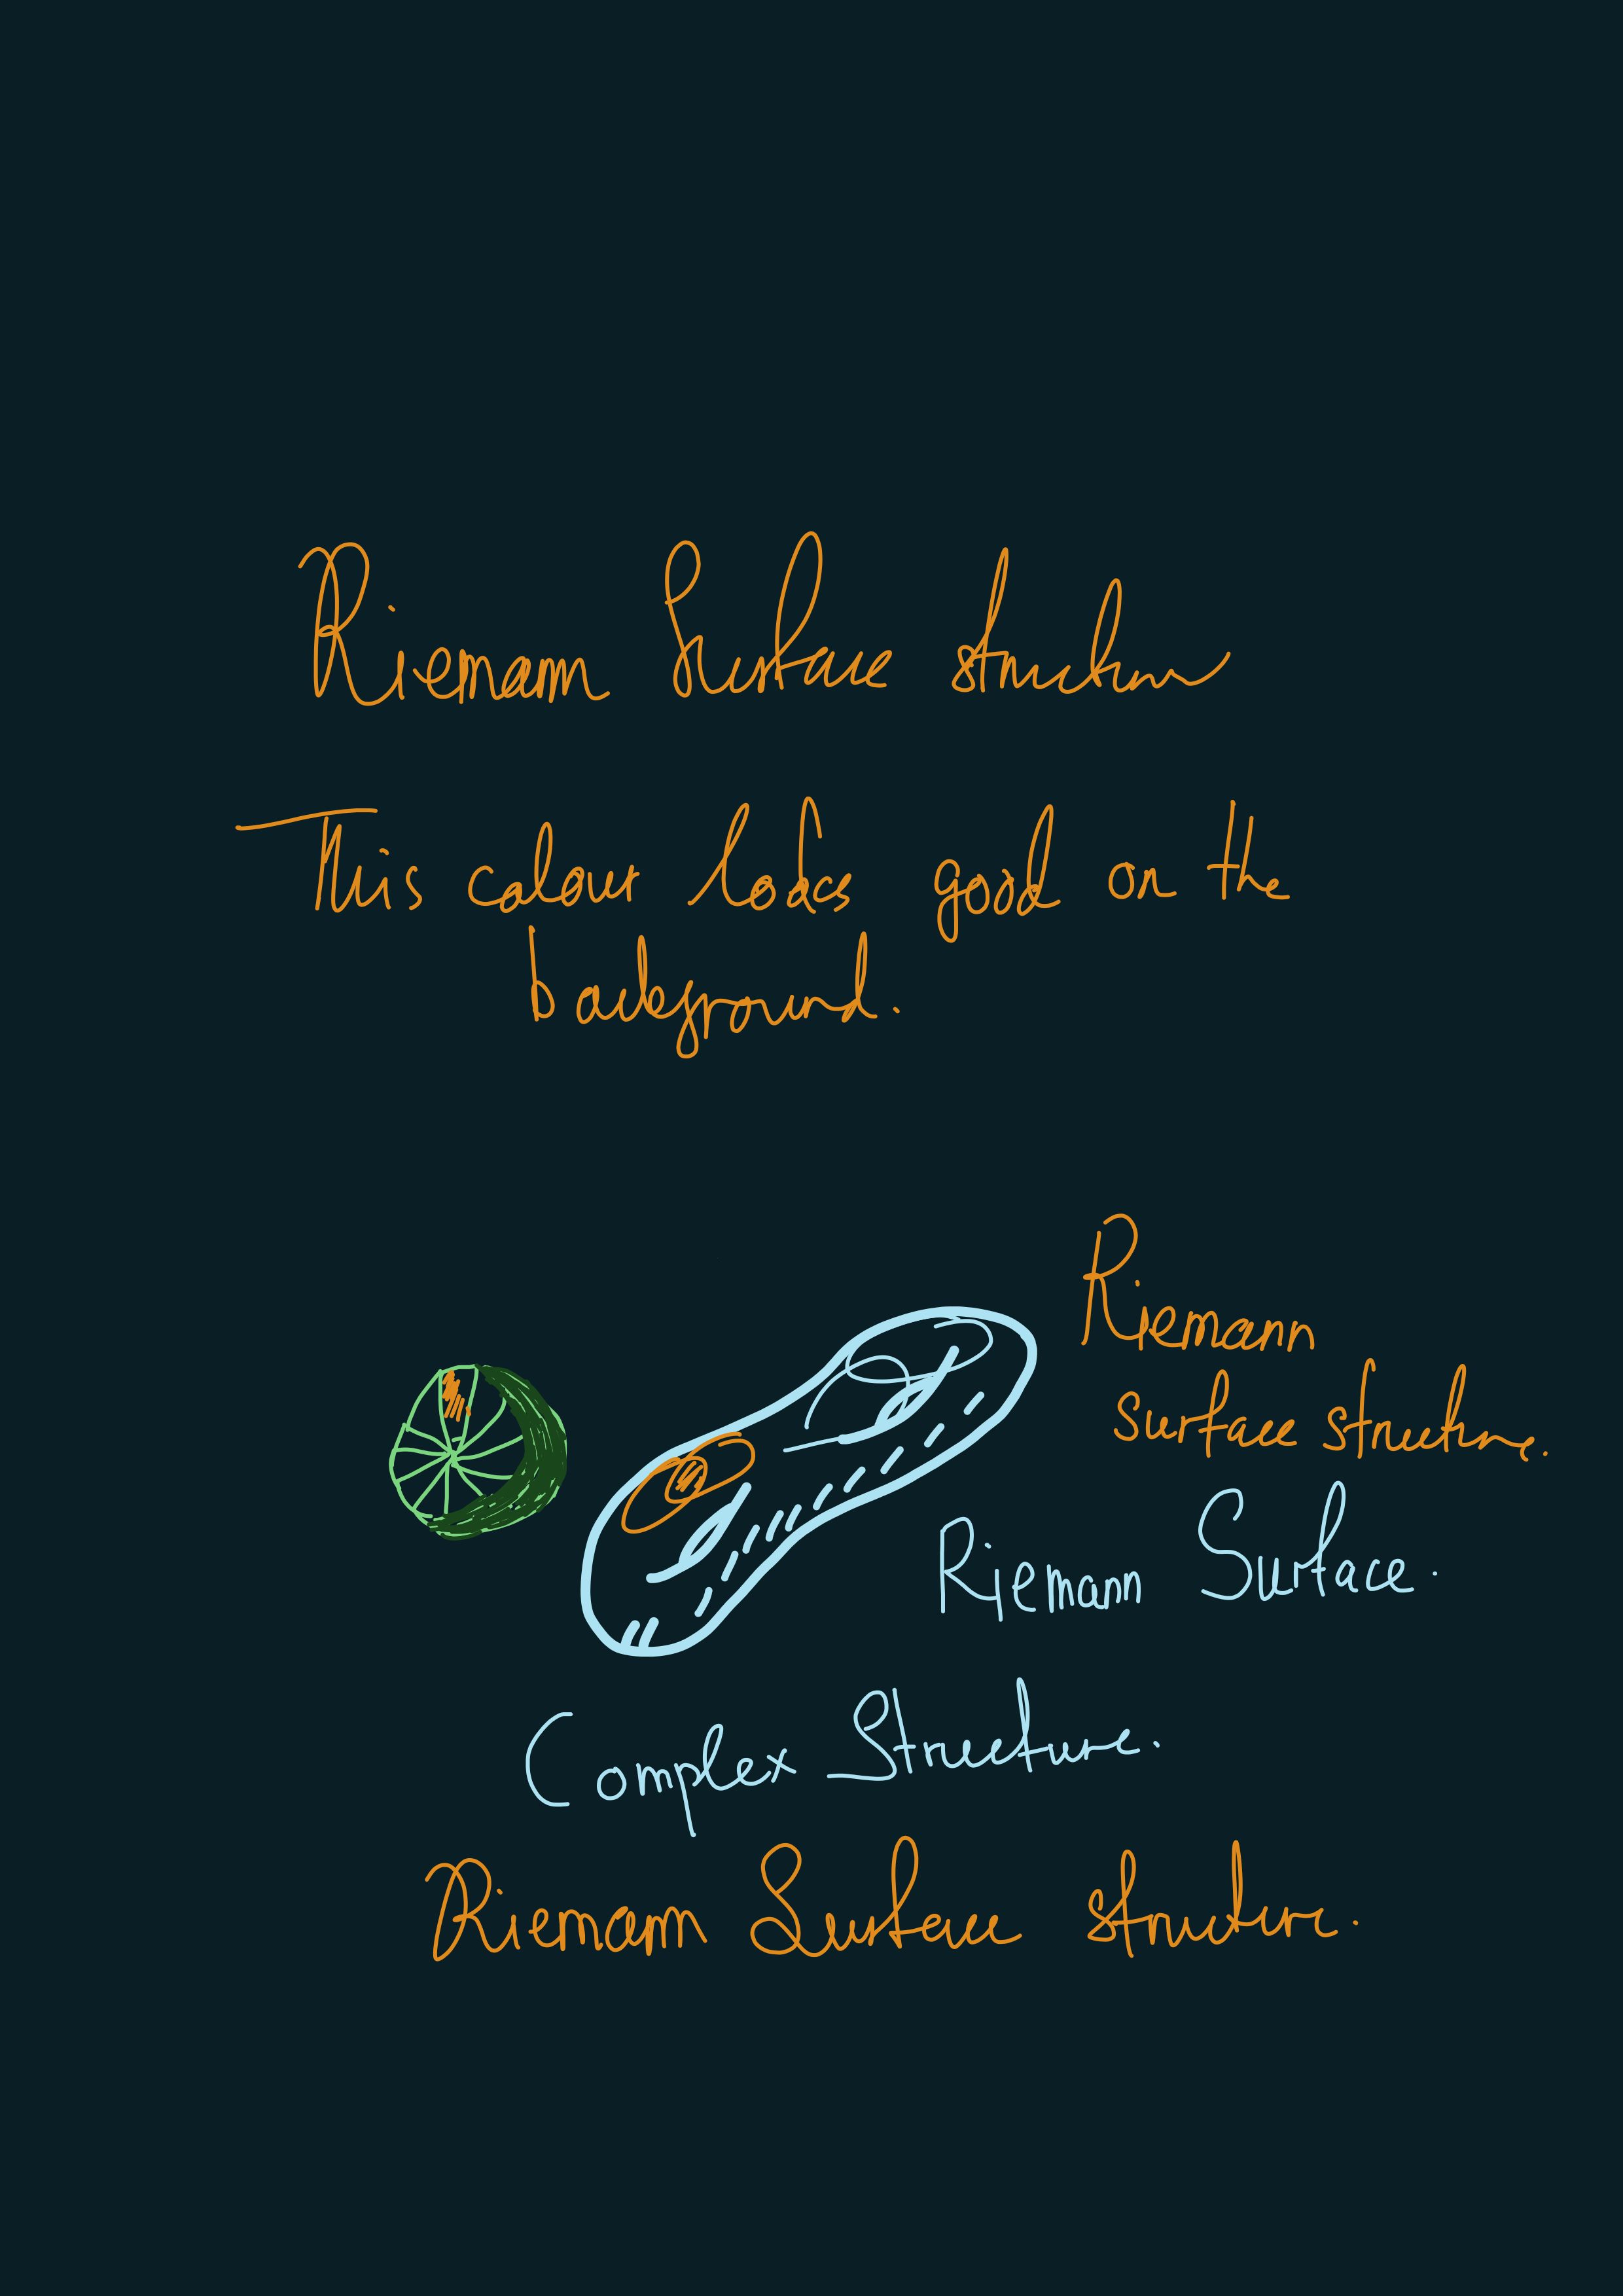 Riemann Surface structure
This colour looks good on the
background.
Riemann
surface structure.
Riemann Surface.
Complex Structure.
Riemann Surface structure.